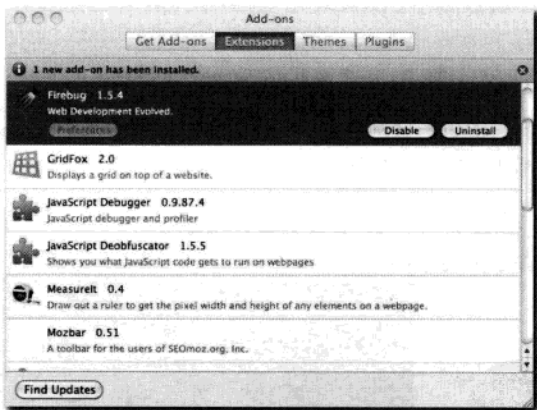 Add-ons
Get Add-ons Extensions Themes Plugins
1 new add-on has been installed.
Firebug 1.5.4
Web Development Evolved.
Preferences Disable Uninstall
GridFox 2.0
Displays a grid on top of a website.
JavaScript Debugger 0.9.87.4
JavaScript debugger and profiler
JavaScript Deobfuscator 1.5.5
Shows you what JavaScript code gets to run on webpages
MeasureIt 0.4
Draw out a ruler to get the pixel width and height of any elements on a webpage.
Mozbar 0.51
A toolbar for the users of SEOmoz.org, Inc.
Find Updates